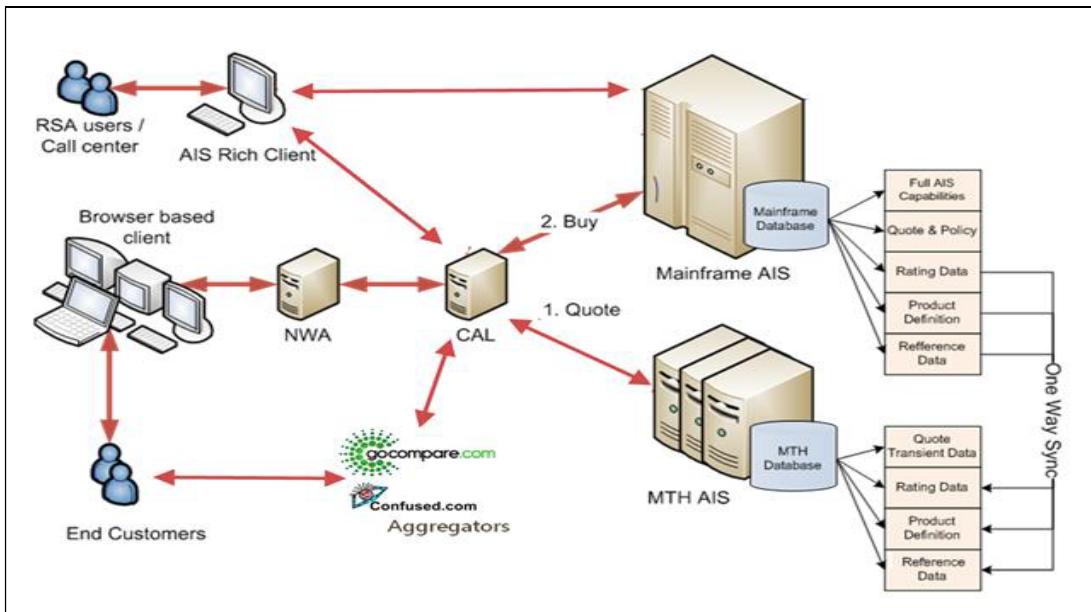 RSA users /
Call center
AIS Rich Client
Browser based
client
NWA
CAL
2. Buy
1. Quote
Mainframe
Database
Mainframe AIS
Full AIS
Capabilities
Quote & Policy
Rating Data
Product
Definition
Refference
Data
One Way Sync
MTH
Database
MTH AIS
Quote
Transient Data
Rating Data
Product
Definition
Reference
Data
End Customers
gocompare.com
Confused.com
Aggregators